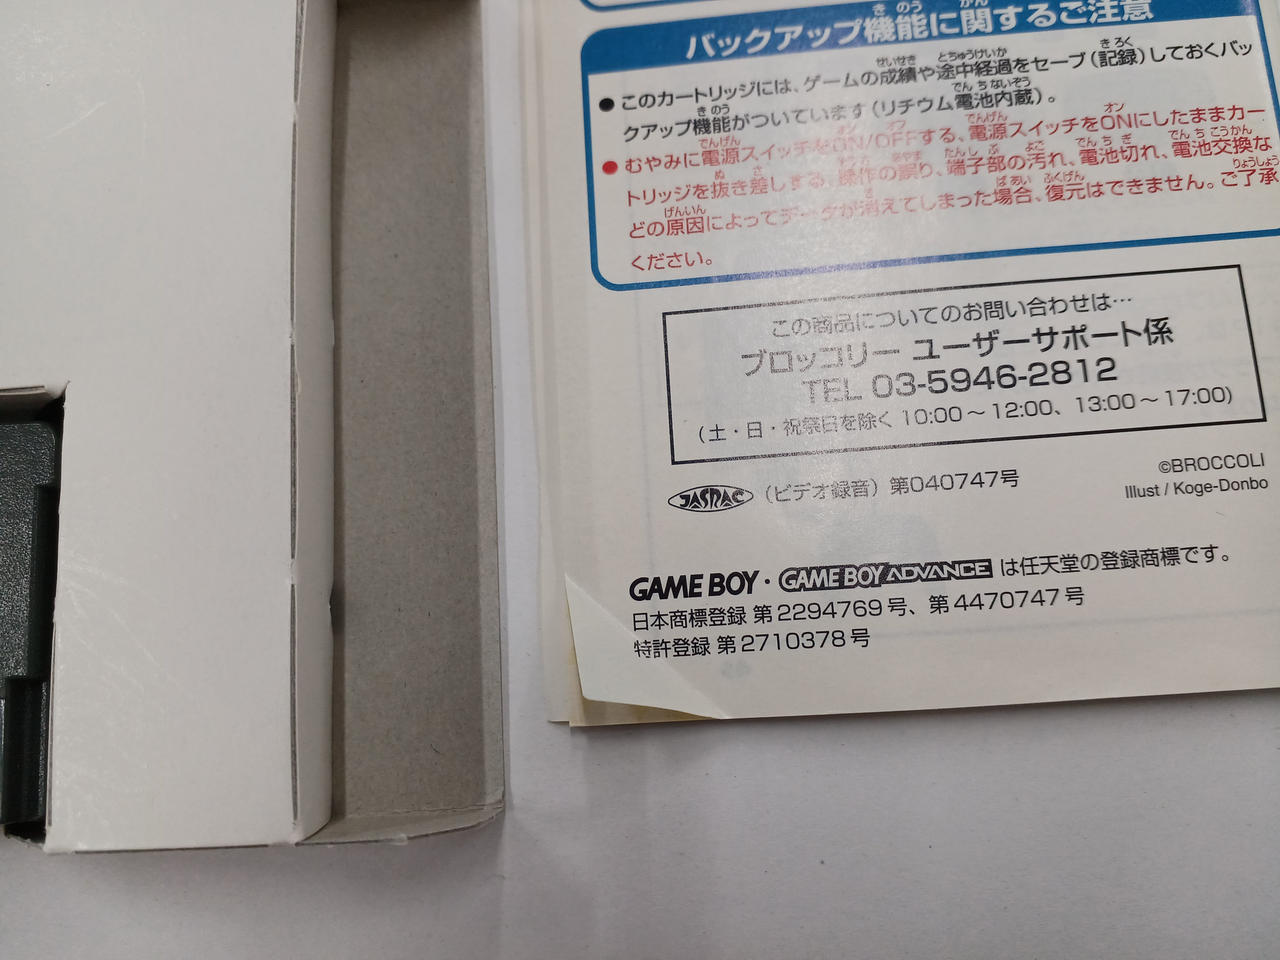 バックアップ機能に関するご注意
●このカートリッジには、ゲームの成績や途中経過をセーブ（記録）しておくバッ
クアップ機能がついています（リチウム電池内蔵）。
●むやみに電源スイッチをON/OFFする、電源スイッチをONにしたままカー
トリッジを抜き差しする、操作の誤り、端子部の汚れ、電池切れ、電池交換な
どの原因によってデータが消えてしまった場合、復元はできません。ご了承
ください。
この商品についてのお問い合わせは…
ブロッコリー ユーザーサポート係
TEL 03-5946-2812
（土・日・祝祭日を除く 10:00～12:00、13:00～17:00）
JASRAC （ビデオ録音）第040747号
©BROCCOLI
Illust / Koge-Donbo
GAME BOY・GAME BOY ADVANCE は任天堂の登録商標です。
日本商標登録 第2294769号、第4470747号
特許登録 第2710378号